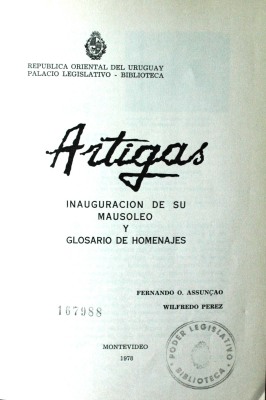 REPUBLICA ORIENTAL DEL URUGUAY
PALACIO LEGISLATIVO - BIBLIOTECA
Artigas
INAUGURACION DE SU
MAUSOLEO
Y
GLOSARIO DE HOMENAJES
FERNANDO O. ASSUNÇAO
WILFREDO PEREZ
167988
PODER LEGISLATIVO
BIBLIOTECA
MONTEVIDEO
1978